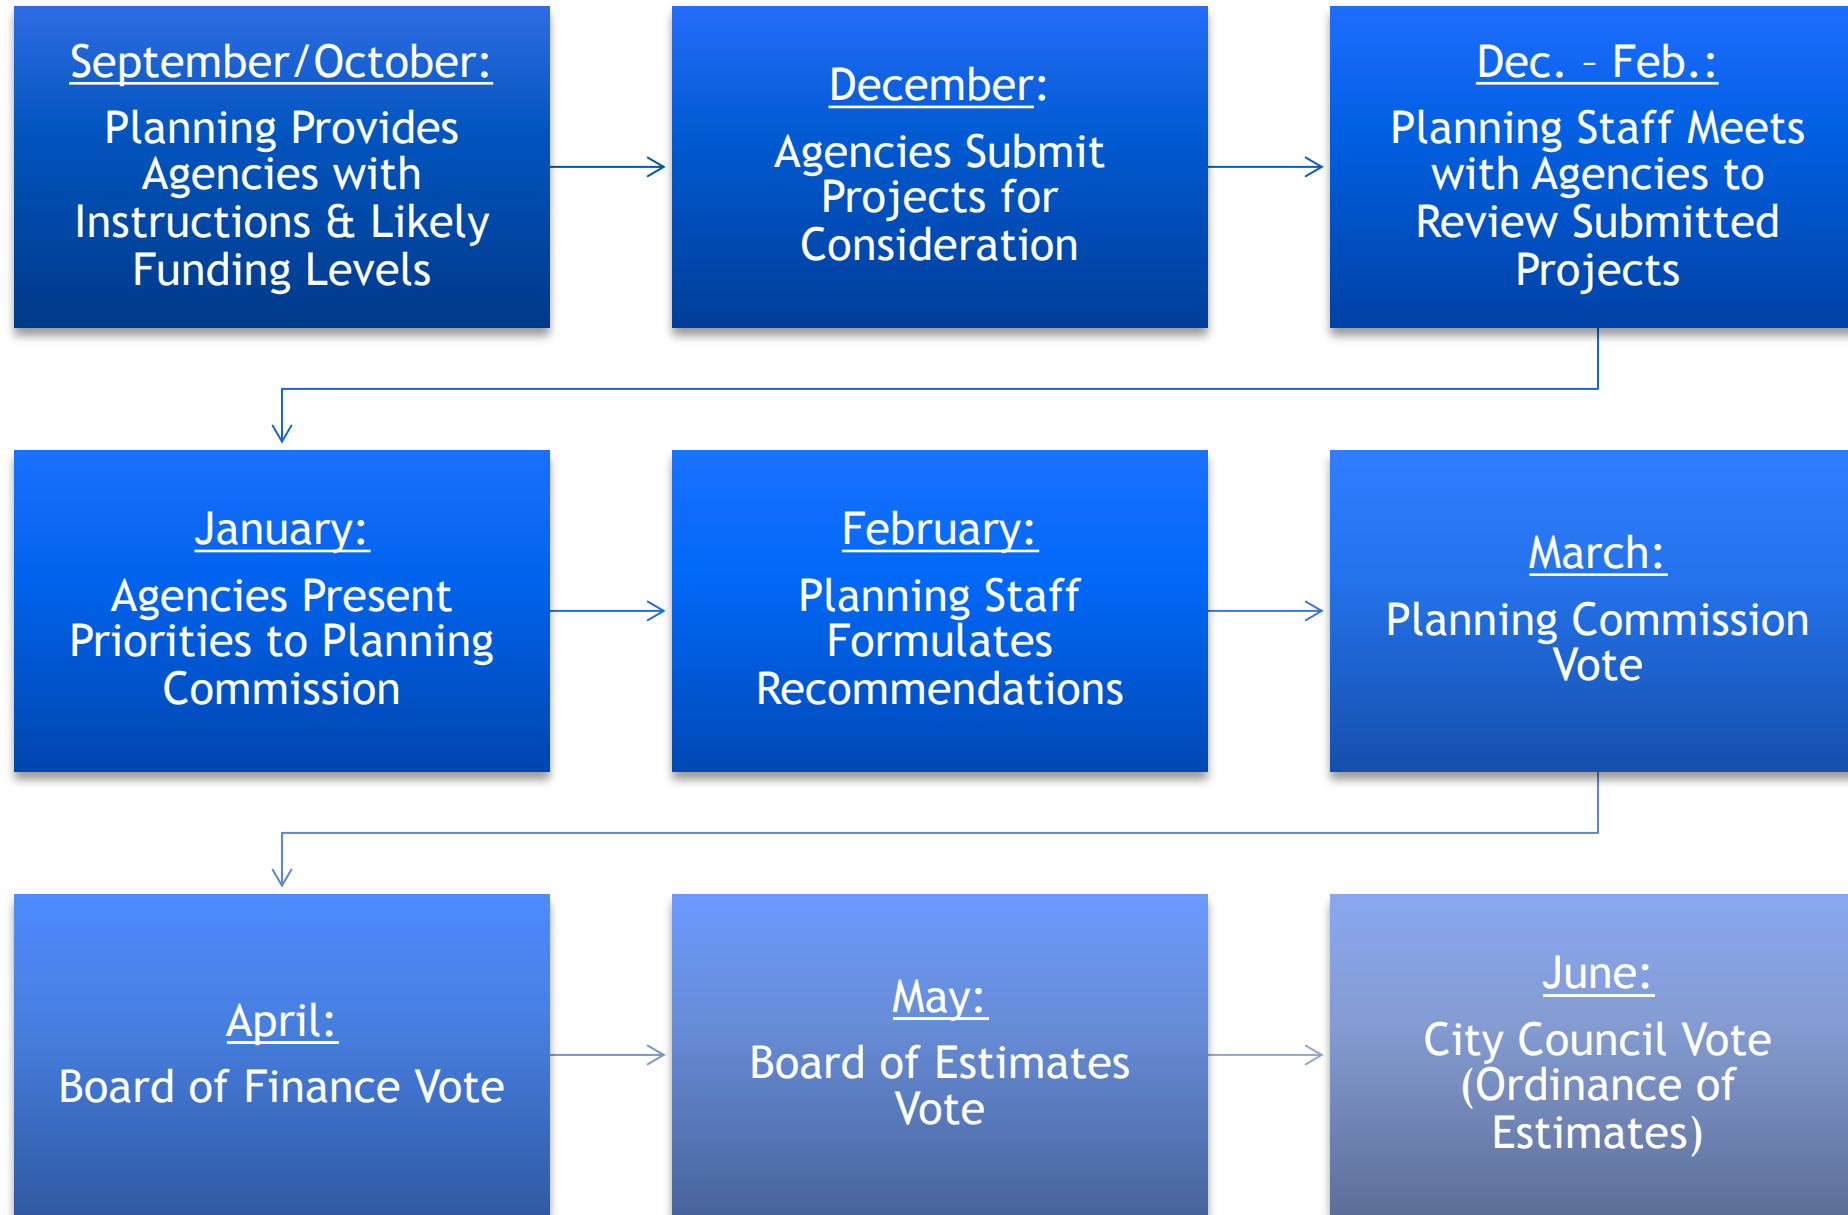 September/October:
Planning Provides
Agencies with
Instructions & Likely
Funding Levels
December:
Agencies Submit
Projects for
Consideration
Dec. – Feb.:
Planning Staff Meets
with Agencies to
Review Submitted
Projects
January:
Agencies Present
Priorities to Planning
Commission
February:
Planning Staff
Formulates
Recommendations
March:
Planning Commission
Vote
April:
Board of Finance Vote
May:
Board of Estimates
Vote
June:
City Council Vote
(Ordinance of
Estimates)